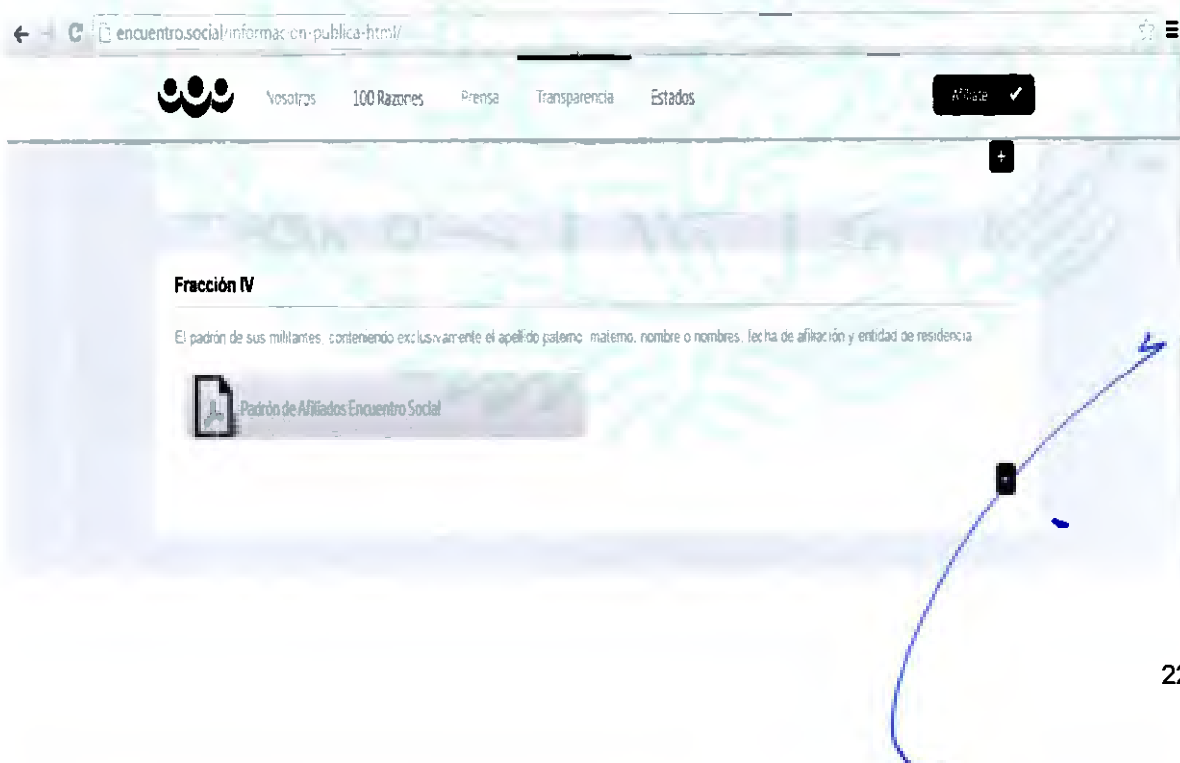 encuentro.social/informacion-publica-html/
Nosotros 100 Razones Prensa Transparencia Estados Afíliate
Fracción IV
El padrón de sus militantes, conteniendo exclusivamente el apellido paterno, materno, nombre o nombres, fecha de afiliación y entidad de residencia
Padrón de Afiliados Encuentro Social
22